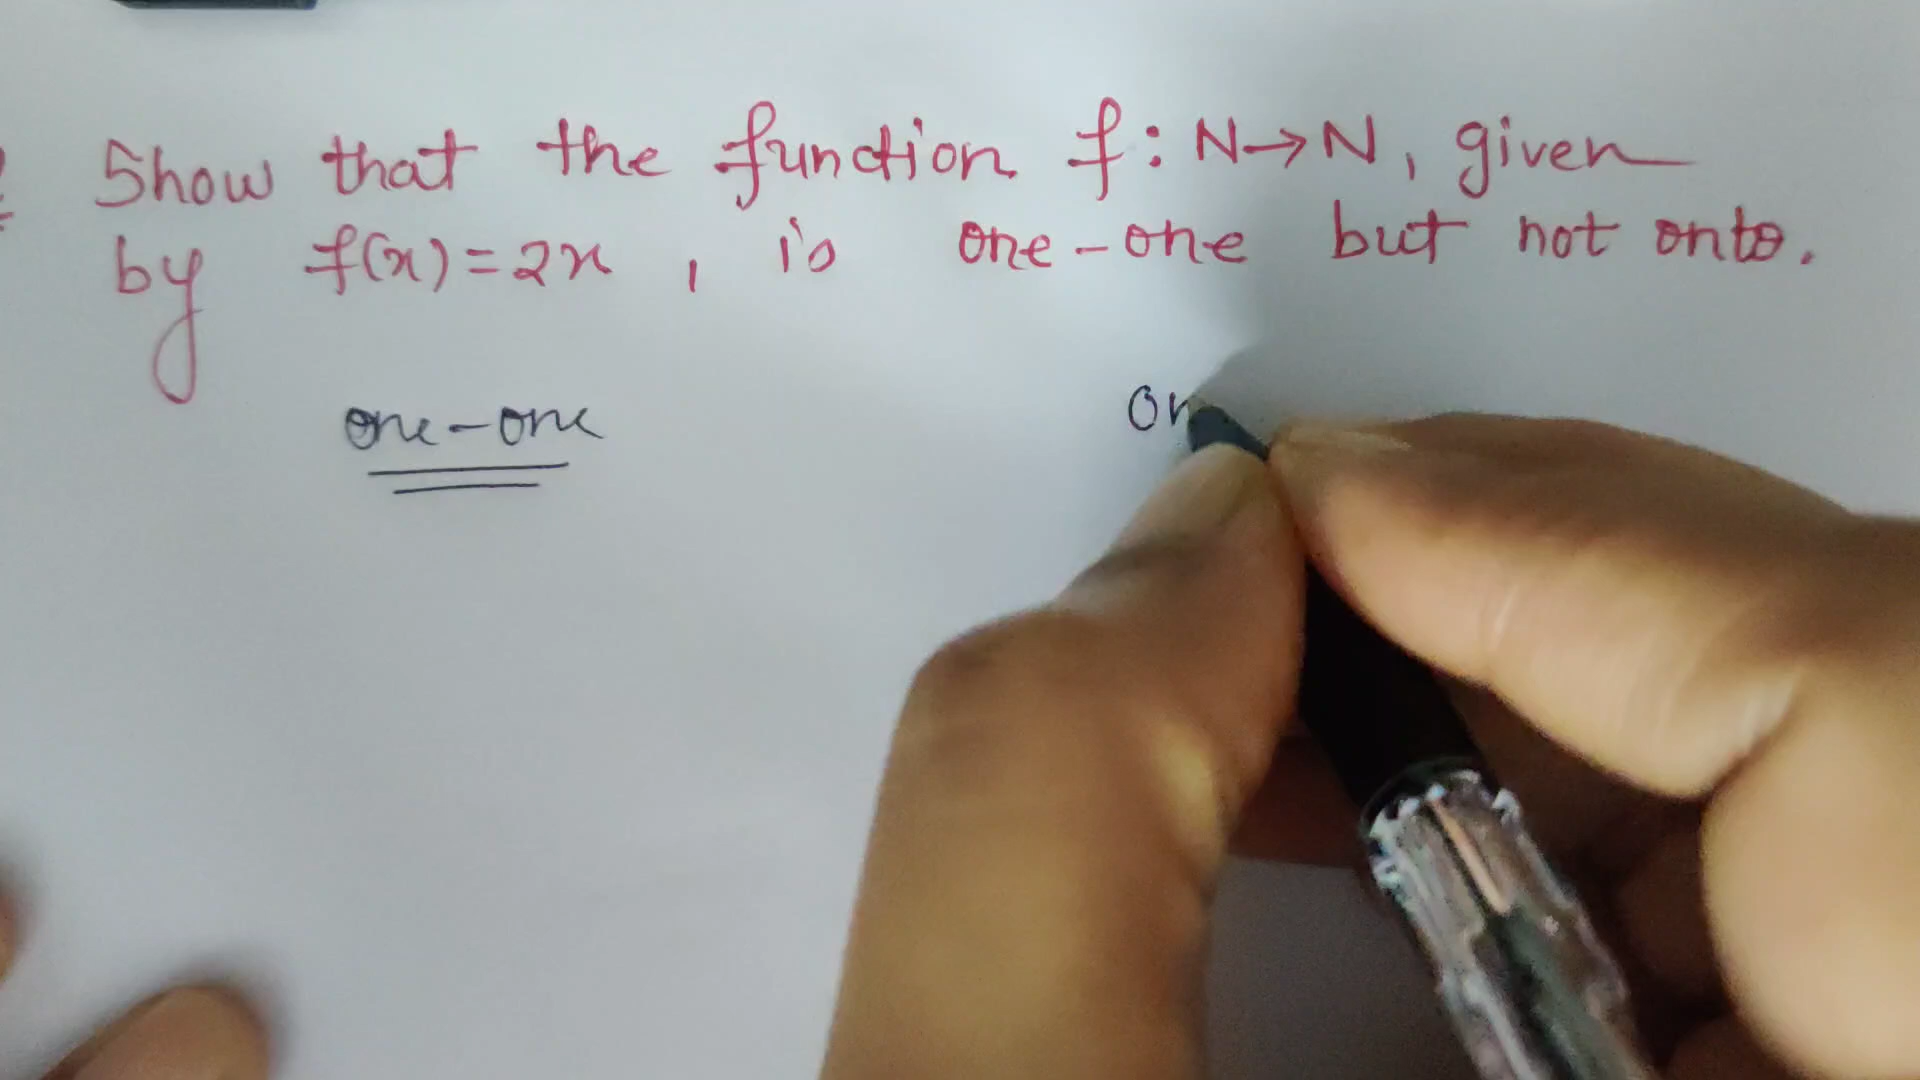 Show that the function f: N→N, given
by f(x) = 2x, is one-one but not onto.
one-one
On